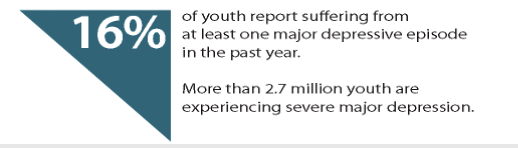 16%
of youth report suffering from
at least one major depressive episode
in the past year.
More than 2.7 million youth are
experiencing severe major depression.